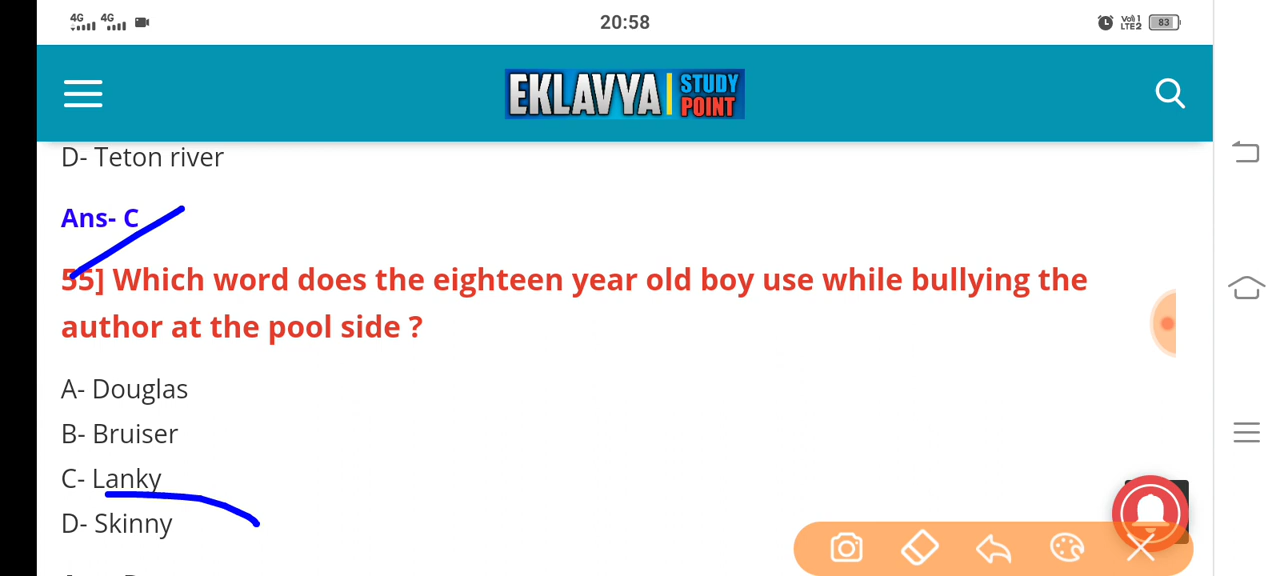 4G 4G 20:58 Vo)) 1 LTE2 83
EKLAVYA STUDY POINT
D- Teton river
Ans- C
55] Which word does the eighteen year old boy use while bullying the
author at the pool side ?
A- Douglas
B- Bruiser
C- Lanky
D- Skinny